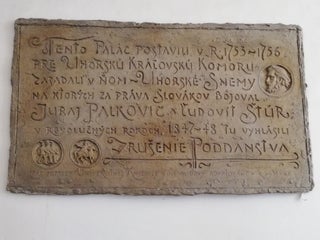 Tento Palác postavili v r. 1753-1756
pre Uhorskú Kráľovskú Komoru
zasadali v ňom Uhorské Snemy
na ktorých za práva Slovákov bojoval
Juraj Palkovič a Ľudovít Štúr
v revolučných rokoch 1847-48 tu vyhlásili
Zrušenie Poddanstva